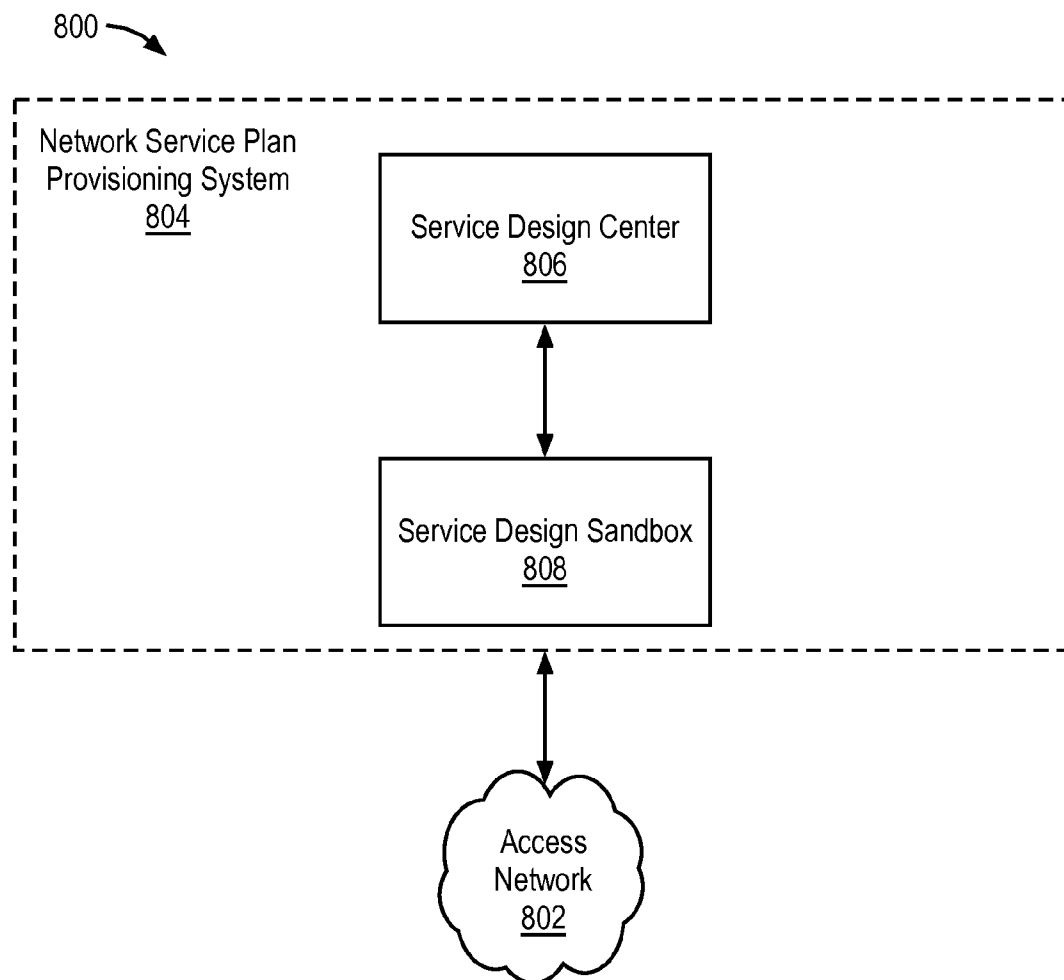 800
Network Service Plan
Provisioning System
804
Service Design Center
806
Service Design Sandbox
808
Access
Network
802